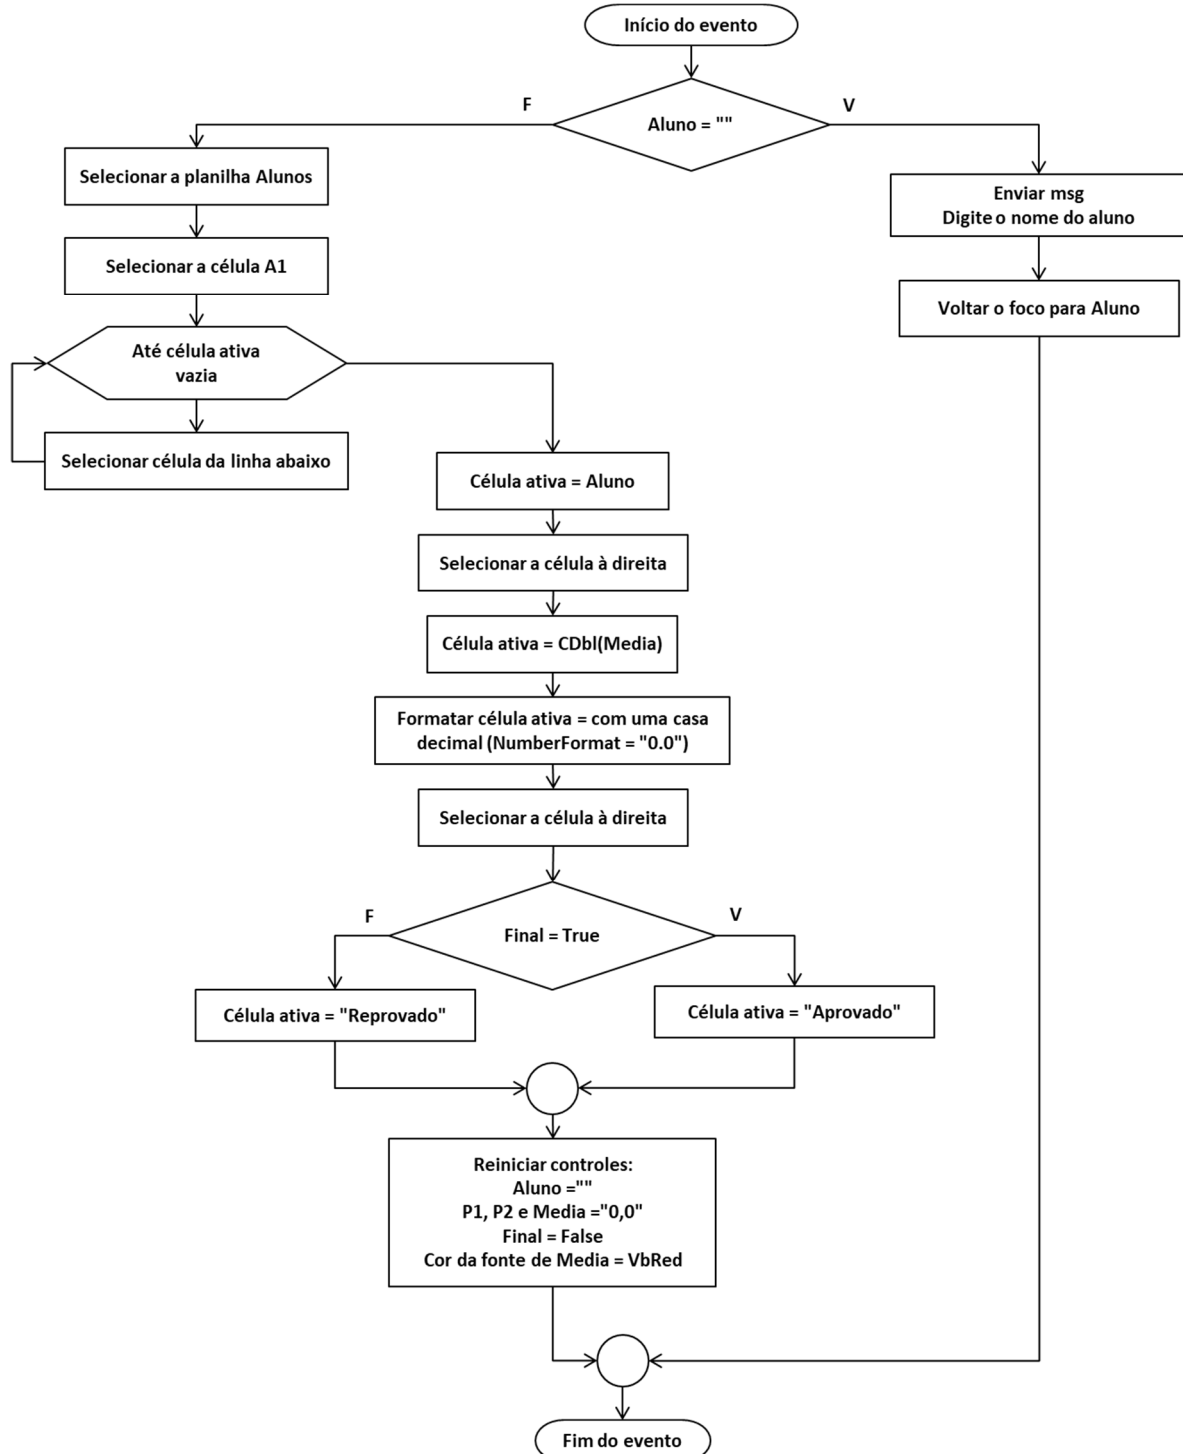 Início do evento
F
V
Aluno = ""
Selecionar a planilha Alunos
Enviar msg
Digite o nome do aluno
Selecionar a célula A1
Voltar o foco para Aluno
Até célula ativa
vazia
Selecionar célula da linha abaixo
Célula ativa = Aluno
Selecionar a célula à direita
Célula ativa = CDbl(Media)
Formatar célula ativa = com uma casa
decimal (NumberFormat = "0.0")
Selecionar a célula à direita
F
V
Final = True
Célula ativa = "Reprovado"
Célula ativa = "Aprovado"
Reiniciar controles:
Aluno =""
P1, P2 e Media ="0,0"
Final = False
Cor da fonte de Media = VbRed
Fim do evento